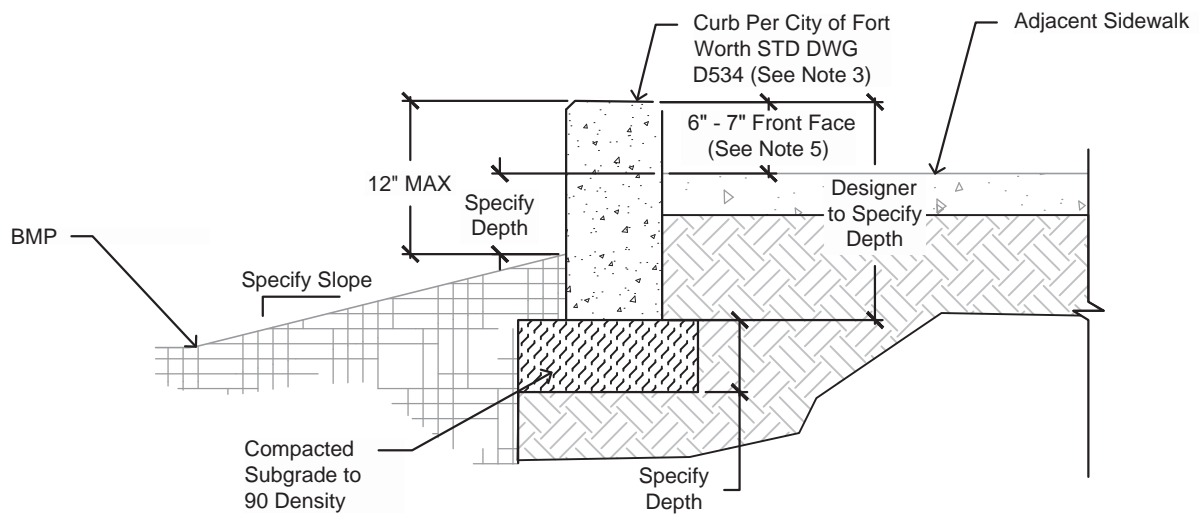 Curb Per City of Fort
Worth STD DWG
D534 (See Note 3)
Adjacent Sidewalk
6" - 7" Front Face
(See Note 5)
12" MAX
Specify
Depth
Designer
to Specify
Depth
BMP
Specify Slope
Compacted
Subgrade to
90 Density
Specify
Depth